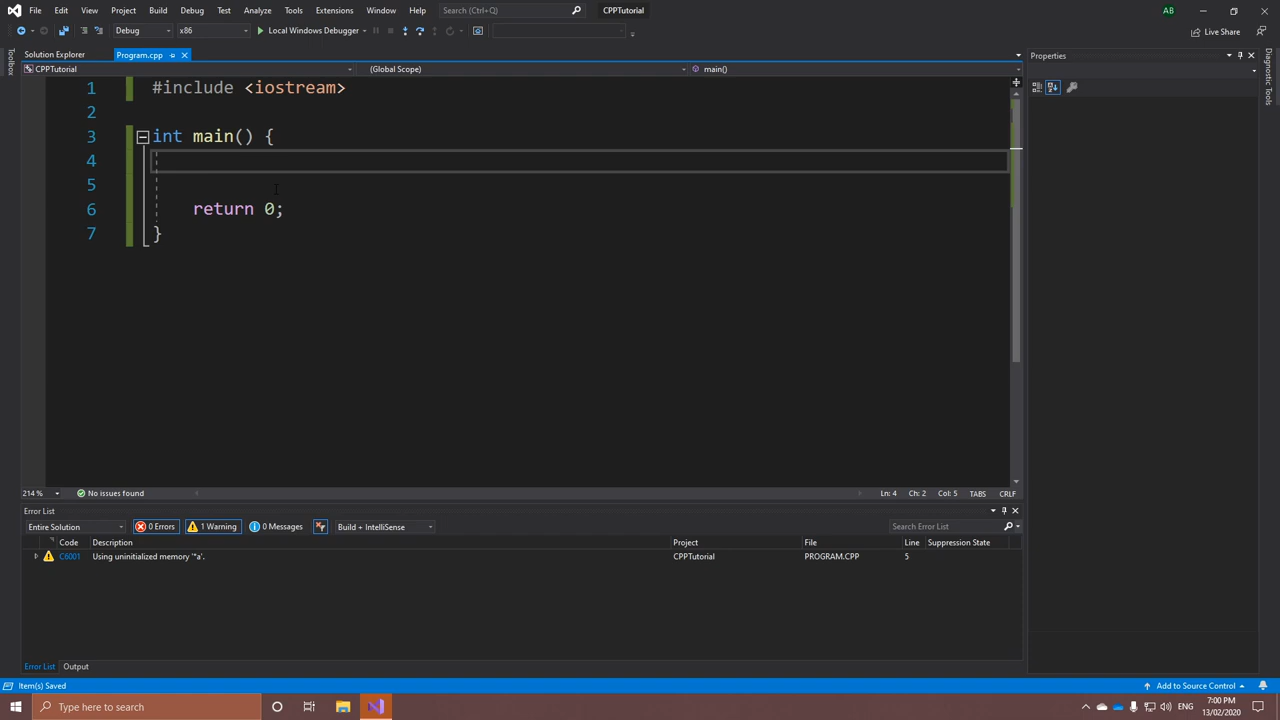 File Edit View Project Build Debug Test Analyze Tools Extensions Window Help Search (Ctrl+Q) CPPTutorial AB
Debug x86 Local Windows Debugger Live Share
Toolbox
Solution Explorer Program.cpp Properties
CPPTutorial (Global Scope) main()
Diagnostic Tools
1 #include <iostream>
2
3 int main() {
4
5
6 return 0;
7 }
214 % No issues found Ln: 4 Ch: 2 Col: 5 TABS CRLF
Error List
Entire Solution 0 Errors 1 Warning 0 Messages Build + IntelliSense Search Error List
Code Description Project File Line Suppression State
C6001 Using uninitialized memory '*a'. CPPTutorial PROGRAM.CPP 5
Error List Output
Item(s) Saved Add to Source Control
Type here to search ENG 7:00 PM
13/02/2020